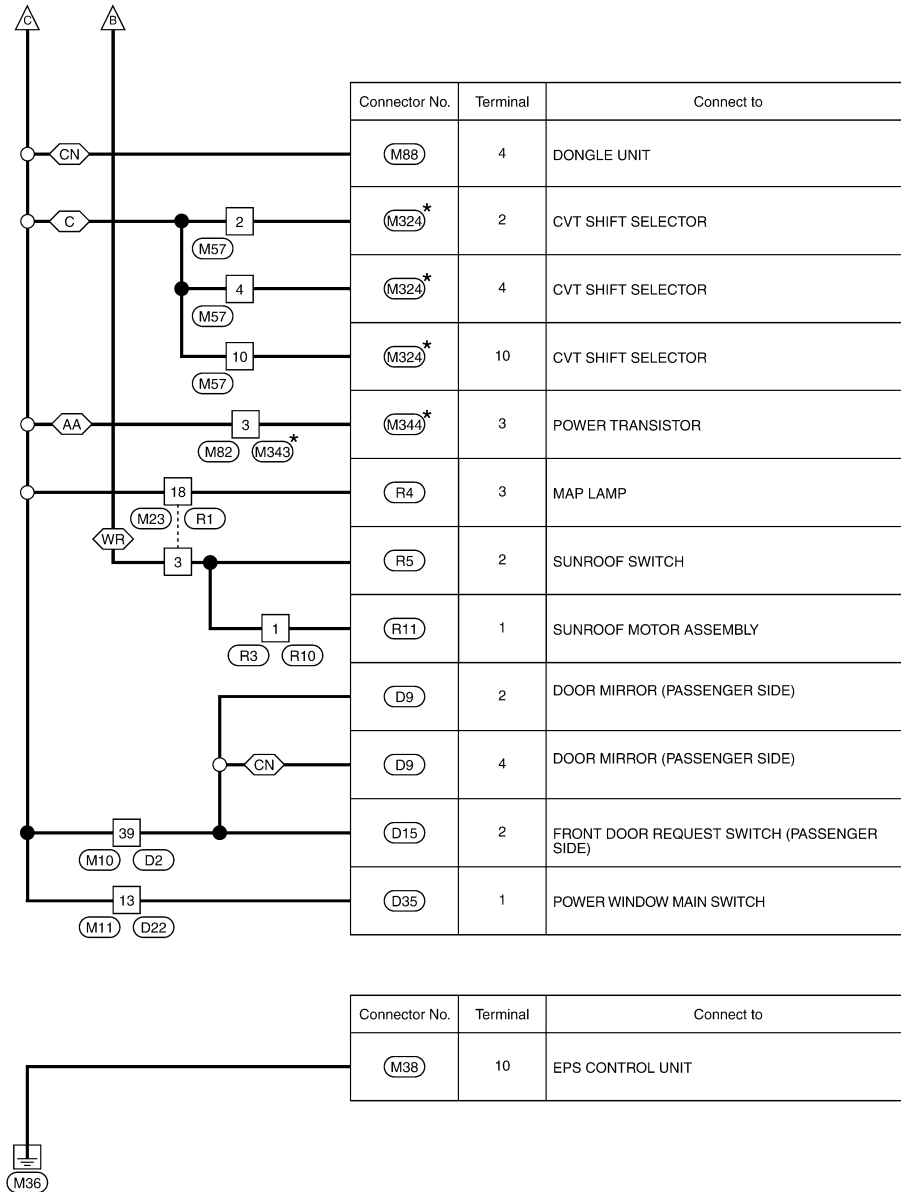 C B
Connector No. Terminal Connect to
CN M88 4 DONGLE UNIT
C 2 M324* 2 CVT SHIFT SELECTOR
M57
4 M324* 4 CVT SHIFT SELECTOR
M57
10 M324* 10 CVT SHIFT SELECTOR
M57
AA 3 M344* 3 POWER TRANSISTOR
M82 M343*
18 R4 3 MAP LAMP
M23 R1
WR
3 R5 2 SUNROOF SWITCH
1 R11 1 SUNROOF MOTOR ASSEMBLY
R3 R10
D9 2 DOOR MIRROR (PASSENGER SIDE)
CN D9 4 DOOR MIRROR (PASSENGER SIDE)
39 D15 2 FRONT DOOR REQUEST SWITCH (PASSENGER
SIDE)
M10 D2
13 D35 1 POWER WINDOW MAIN SWITCH
M11 D22
Connector No. Terminal Connect to
M38 10 EPS CONTROL UNIT
M36